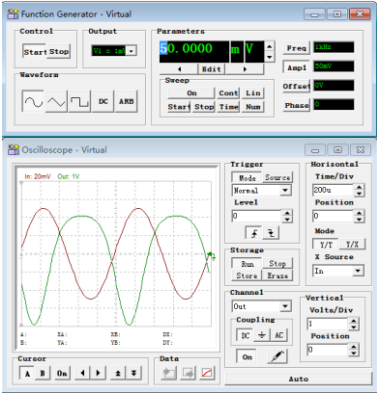 Function Generator - Virtual
Control
Output
Parameters
Start Stop
50.0000 m V
Edit
Freq 1kHz
Ampl 50mV
Offset 0V
Phase 0
Sweep
On Cont Lin
Start Stop Time Num
Waveform
DC ARB
Oscilloscope - Virtual
In: 20mV Out: 1V
Trigger
Mode Source
Normal
Level
0
Horizontal
Time/Div
200u
Position
0
Mode
Y/T Y/X
X Source
In
Storage
Run Stop
Store Erase
Channel
Out
Coupling
DC AC
On
Vertical
Volts/Div
1
Position
0
A: XA: XB: DX:
B: YA: YB: DY:
Cursor
A B On
Data
Auto